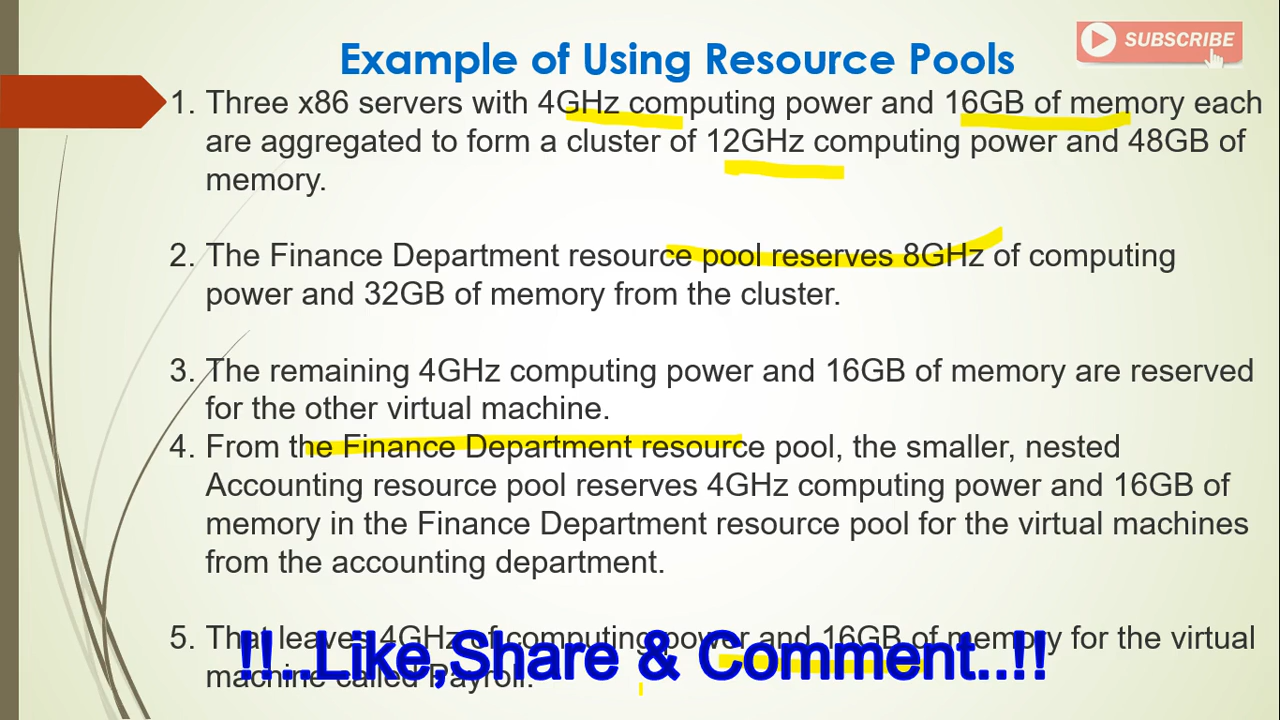 Example of Using Resource Pools
SUBSCRIBE
1. Three x86 servers with 4GHz computing power and 16GB of memory each
are aggregated to form a cluster of 12GHz computing power and 48GB of
memory.
2. The Finance Department resource pool reserves 8GHz of computing
power and 32GB of memory from the cluster.
3. The remaining 4GHz computing power and 16GB of memory are reserved
for the other virtual machine.
4. From the Finance Department resource pool, the smaller, nested
Accounting resource pool reserves 4GHz computing power and 16GB of
memory in the Finance Department resource pool for the virtual machines
from the accounting department.
5. That leaves 4GHz of computing power and 16GB of memory for the virtual
machine called Payroll.
!!...Like,Share & Comment..!!